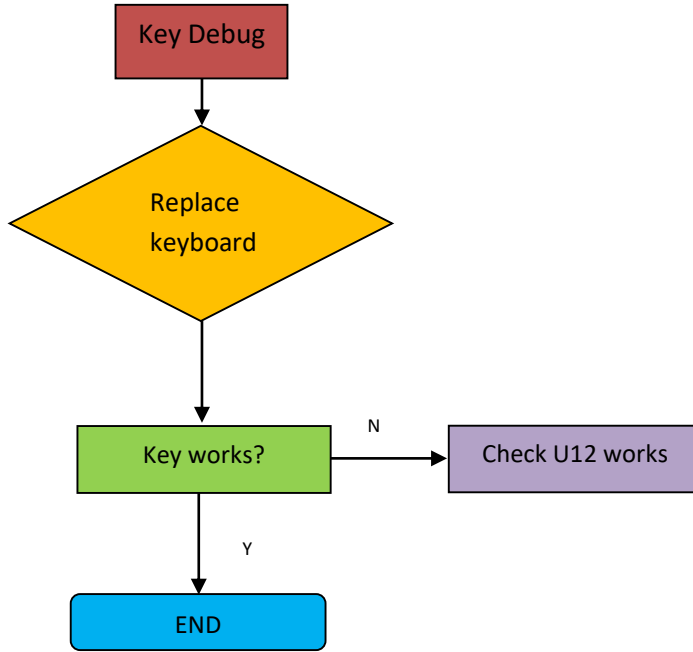 Key Debug
Replace
keyboard
Key works?
N
Check U12 works
Y
END